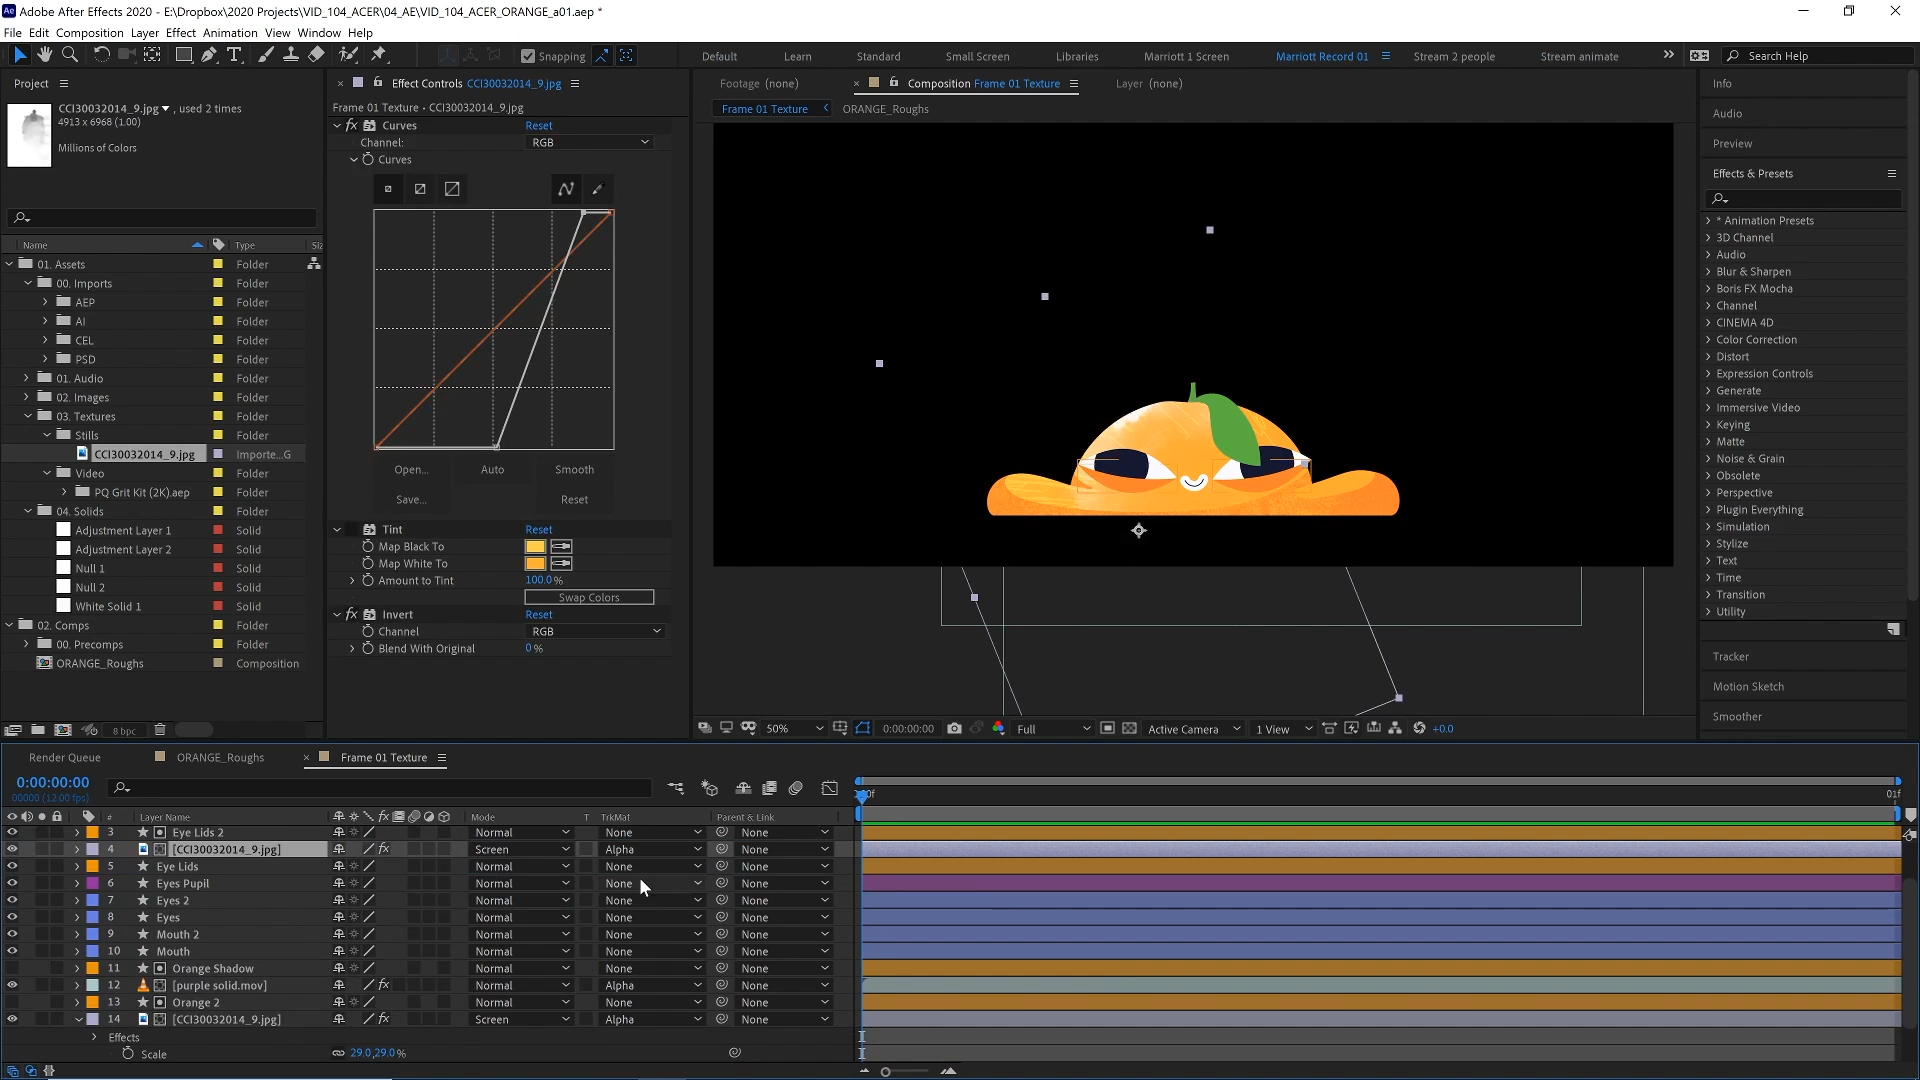 Adobe After Effects 2020 - E:\Dropbox\2020 Projects\VID_104_ACER\04_AE\VID_104_ACER_ORANGE_a01.aep *
File Edit Composition Layer Effect Animation View Window Help
Snapping
Default Learn Standard Small Screen Libraries Marriott 1 Screen Marriott Record 01 Stream 2 people Stream animate Search Help
Project
CCI30032014_9.jpg , used 2 times
4913 x 6968 (1.00)
Millions of Colors
Name Type Siz
01. Assets Folder
00. Imports Folder
AEP Folder
AI Folder
CEL Folder
PSD Folder
01. Audio Folder
02. Images Folder
03. Textures Folder
Stills Folder
CCI30032014_9.jpg Importe...G
Video Folder
PQ Grit Kit (2K).aep Folder
04. Solids Folder
Adjustment Layer 1 Solid
Adjustment Layer 2 Solid
Null 1 Solid
Null 2 Solid
White Solid 1 Solid
02. Comps Folder
00. Precomps Folder
ORANGE_Roughs Composition
8 bpc
Effect Controls CCI30032014_9.jpg
Frame 01 Texture • CCI30032014_9.jpg
fx Curves Reset
Channel: RGB
Curves
Open... Auto Smooth
Save... Reset
Tint Reset
Map Black To
Map White To
Amount to Tint 100.0 %
Swap Colors
fx Invert Reset
Channel RGB
Blend With Original 0 %
Footage (none) Composition Frame 01 Texture Layer (none)
Frame 01 Texture ORANGE_Roughs
50% 0:00:00:00 Full Active Camera 1 View +0.0
Info
Audio
Preview
Effects & Presets
* Animation Presets
3D Channel
Audio
Blur & Sharpen
Boris FX Mocha
Channel
CINEMA 4D
Color Correction
Distort
Expression Controls
Generate
Immersive Video
Keying
Matte
Noise & Grain
Obsolete
Perspective
Plugin Everything
Simulation
Stylize
Text
Time
Transition
Utility
Tracker
Motion Sketch
Smoother
Render Queue ORANGE_Roughs Frame 01 Texture
0:00:00:00
00000 (12.00 fps)
01f
# Layer Name Mode T TrkMat Parent & Link
3 Eye Lids 2 Normal None None
4 [CCI30032014_9.jpg] fx Screen Alpha None
5 Eye Lids Normal None None
6 Eyes Pupil Normal None None
7 Eyes 2 Normal None None
8 Eyes Normal None None
9 Mouth 2 Normal None None
10 Mouth Normal None None
11 Orange Shadow Normal None None
12 [purple solid.mov] fx Normal Alpha None
13 Orange 2 Normal None None
14 [CCI30032014_9.jpg] fx Screen Alpha None
Effects
Scale 29.0,29.0%